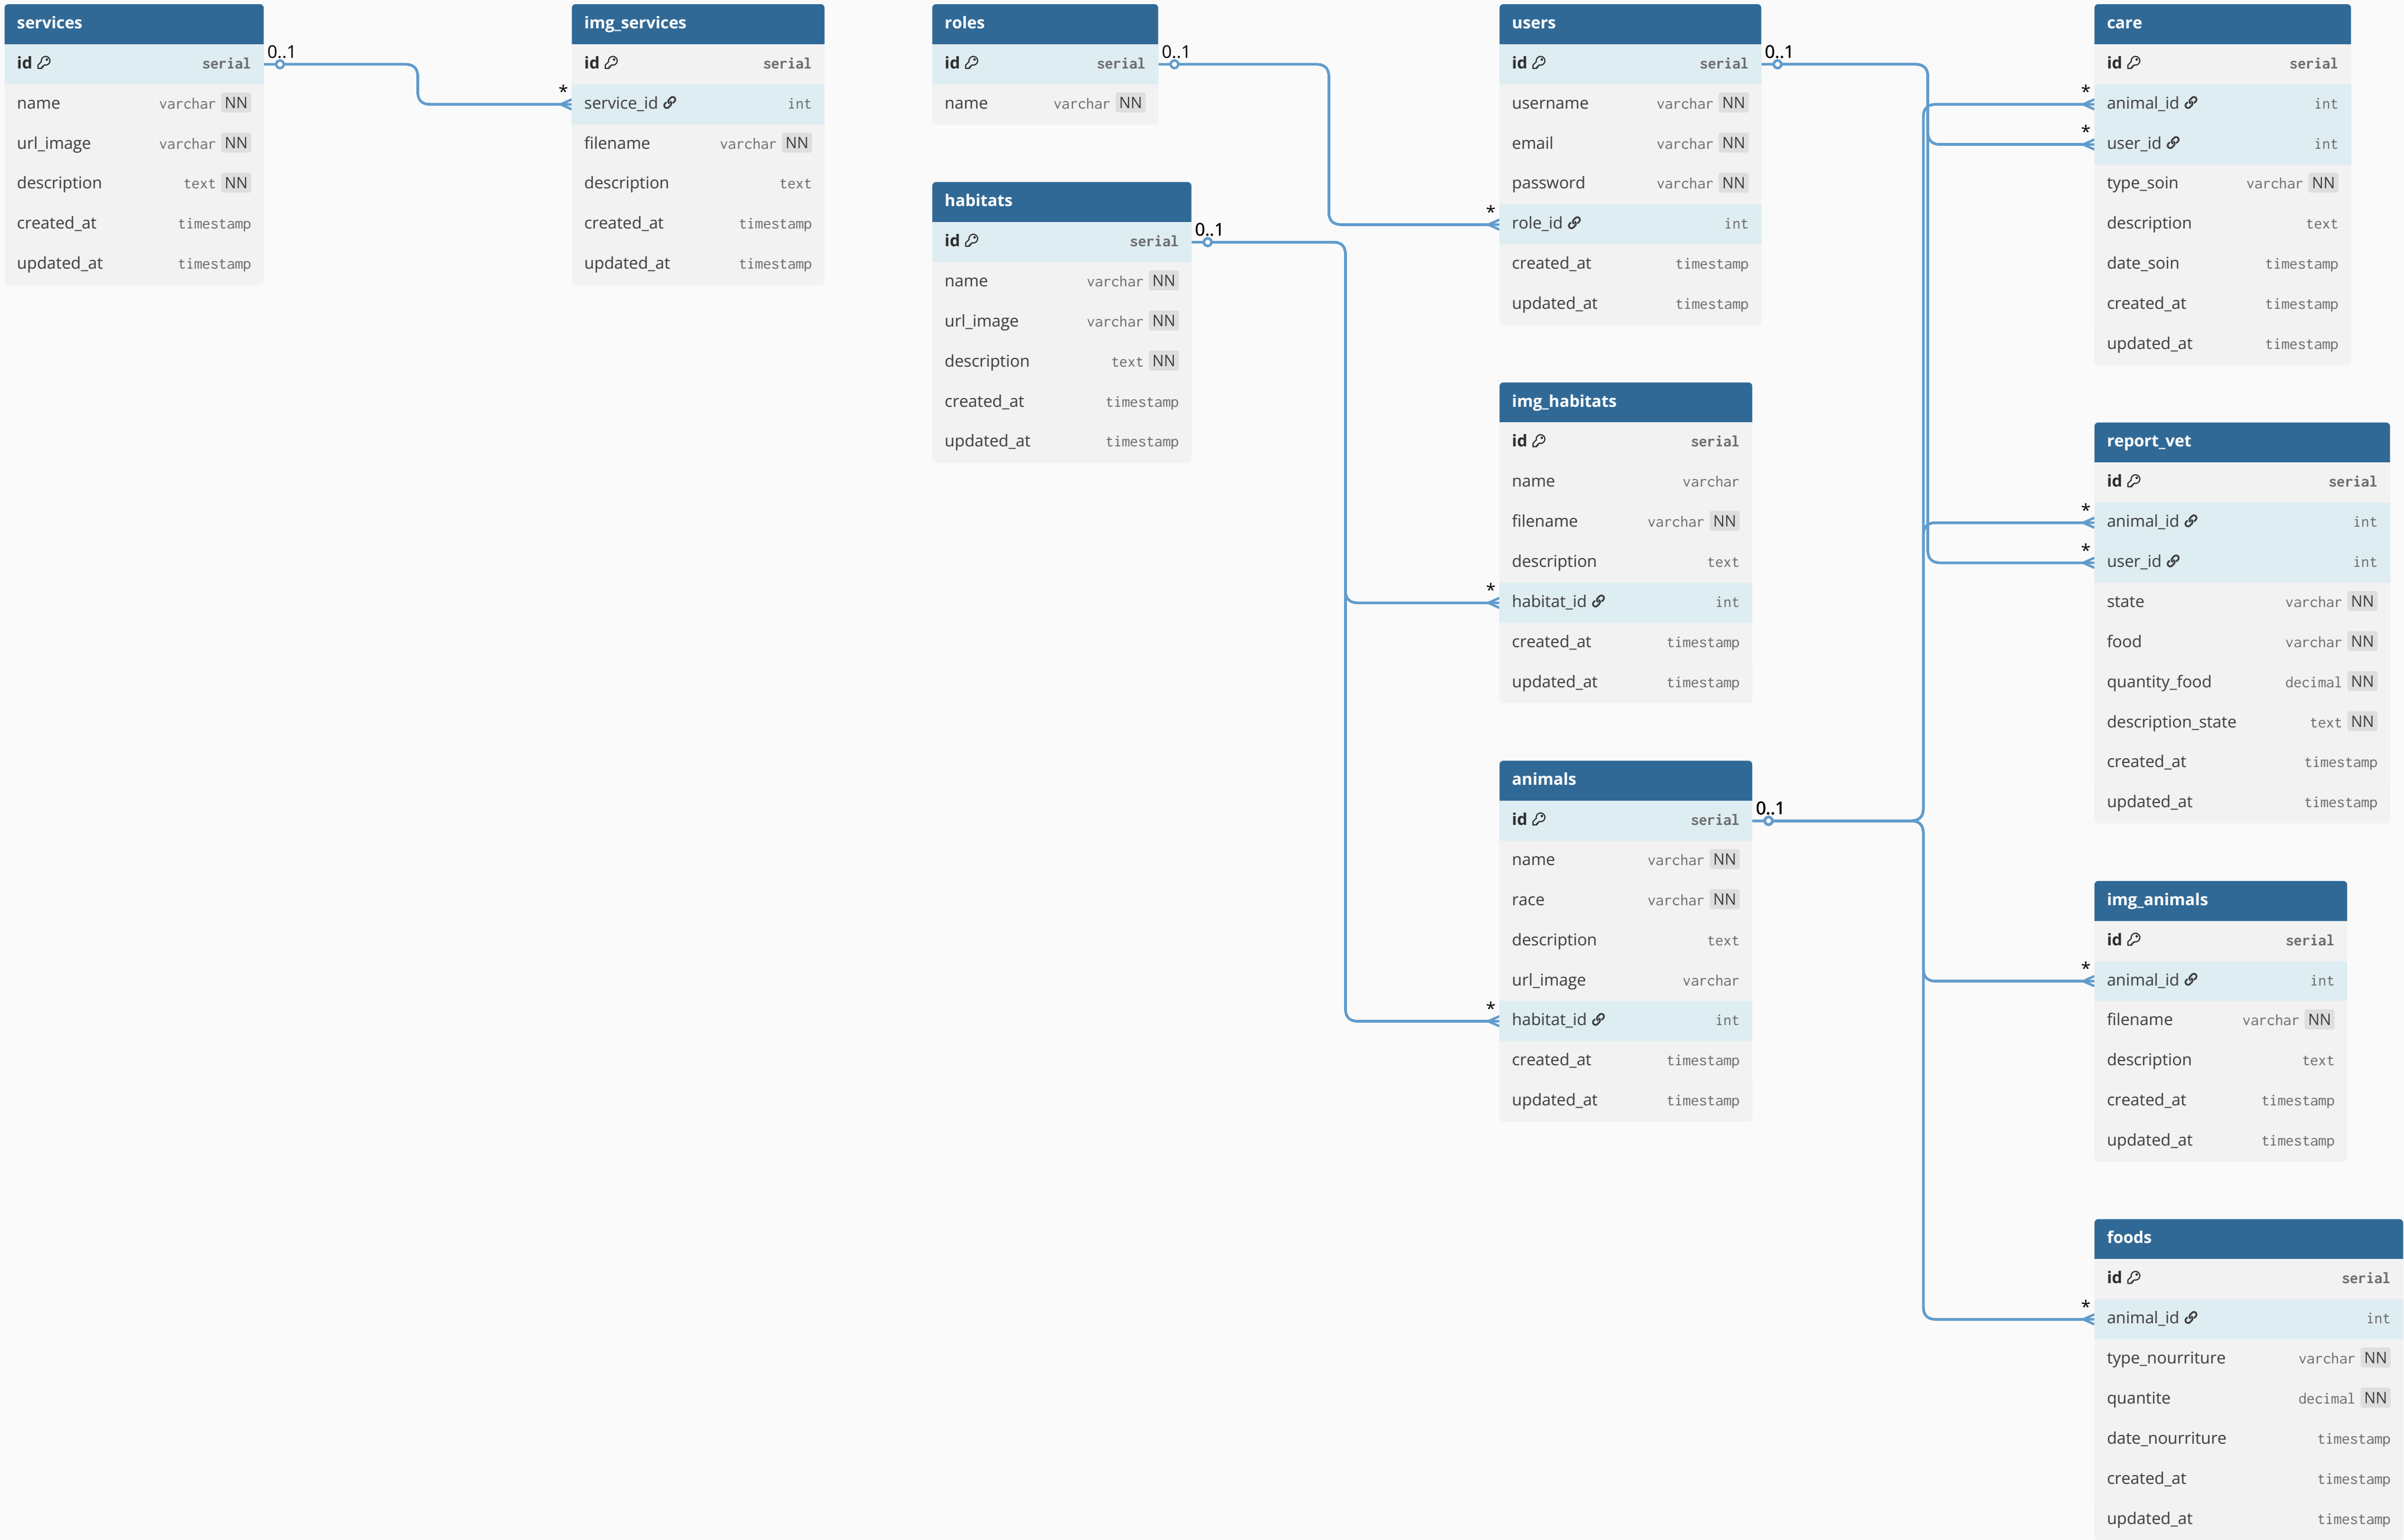 services
id serial
name varchar NN
url_image varchar NN
description text NN
created_at timestamp
updated_at timestamp
0..1
*
img_services
id serial
service_id int
filename varchar NN
description text
created_at timestamp
updated_at timestamp
roles
id serial
name varchar NN
0..1
habitats
id serial
name varchar NN
url_image varchar NN
description text NN
created_at timestamp
updated_at timestamp
0..1
*
users
id serial
username varchar NN
email varchar NN
password varchar NN
role_id int
created_at timestamp
updated_at timestamp
0..1
*
img_habitats
id serial
name varchar
filename varchar NN
description text
habitat_id int
created_at timestamp
updated_at timestamp
*
animals
id serial
name varchar NN
race varchar NN
description text
url_image varchar
habitat_id int
created_at timestamp
updated_at timestamp
0..1
*
*
care
id serial
animal_id int
user_id int
type_soin varchar NN
description text
date_soin timestamp
created_at timestamp
updated_at timestamp
*
*
report_vet
id serial
animal_id int
user_id int
state varchar NN
food varchar NN
quantity_food decimal NN
description_state text NN
created_at timestamp
updated_at timestamp
*
img_animals
id serial
animal_id int
filename varchar NN
description text
created_at timestamp
updated_at timestamp
*
foods
id serial
animal_id int
type_nourriture varchar NN
quantite decimal NN
date_nourriture timestamp
created_at timestamp
updated_at timestamp